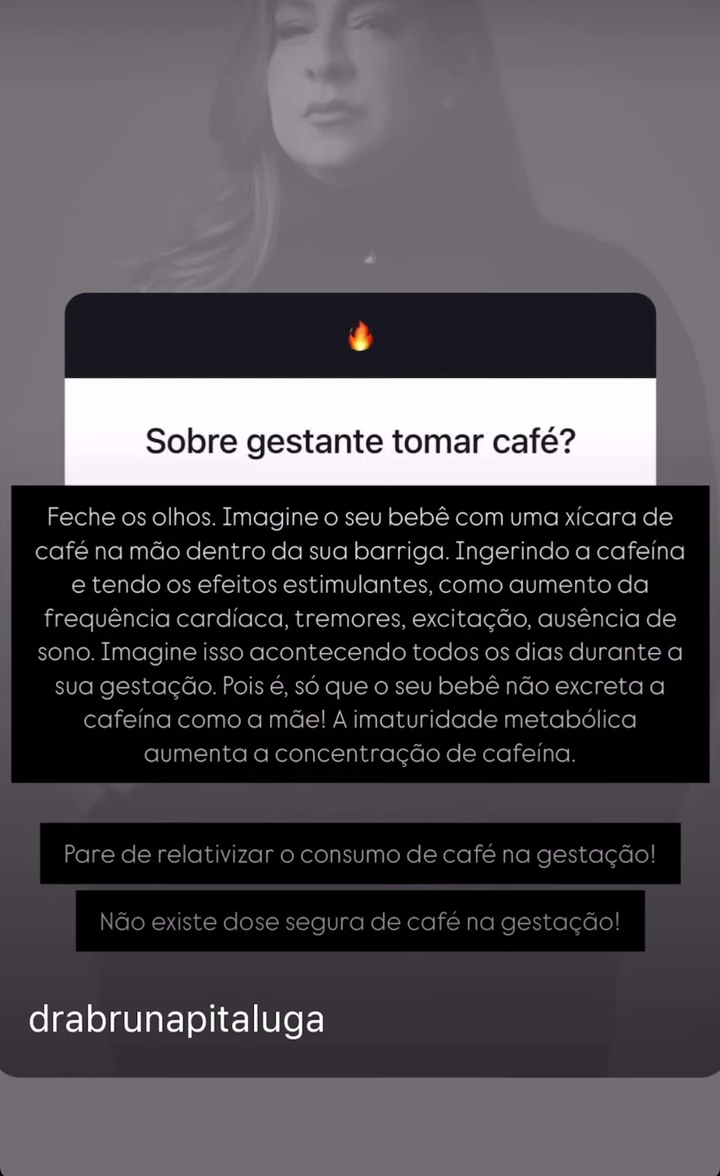 🔥
Sobre gestante tomar café?
Feche os olhos. Imagine o seu bebê com uma xícara de
café na mão dentro da sua barriga. Ingerindo a cafeína
e tendo os efeitos estimulantes, como aumento da
frequência cardíaca, tremores, excitação, ausência de
sono. Imagine isso acontecendo todos os dias durante a
sua gestação. Pois é, só que o seu bebê não excreta a
cafeína como a mãe! A imaturidade metabólica
aumenta a concentração de cafeína.
Pare de relativizar o consumo de café na gestação!
Não existe dose segura de café na gestação!
drabrunapitaluga